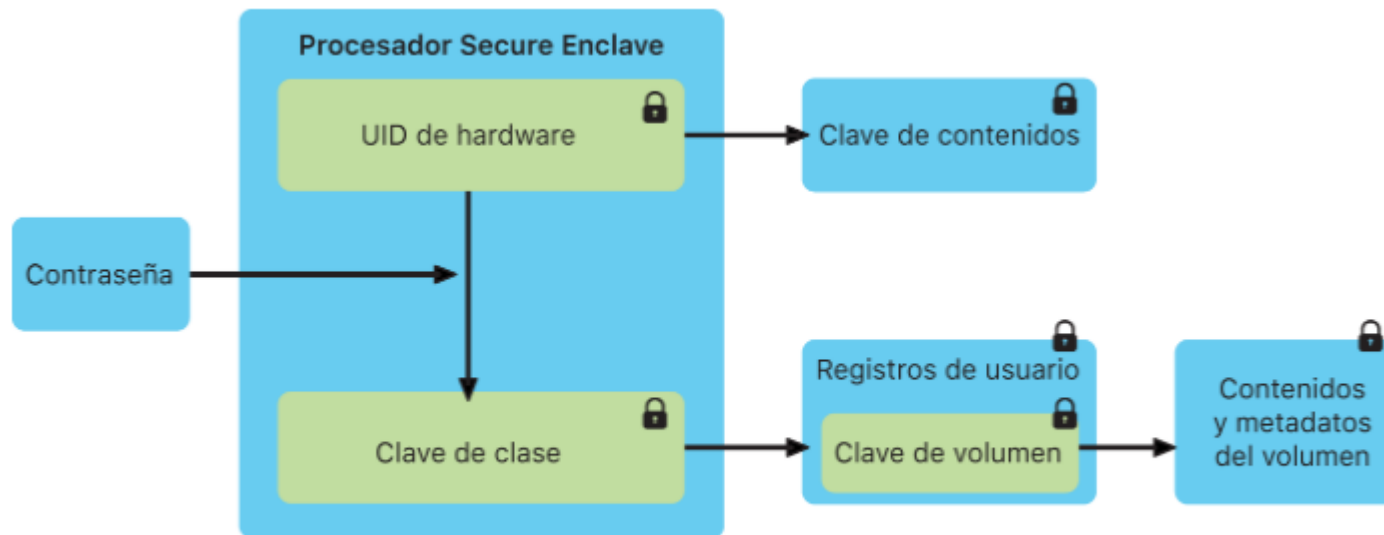 Procesador Secure Enclave
UID de hardware
Clave de contenidos
Contraseña
Registros de usuario
Clave de clase
Clave de volumen
Contenidos
y metadatos
del volumen